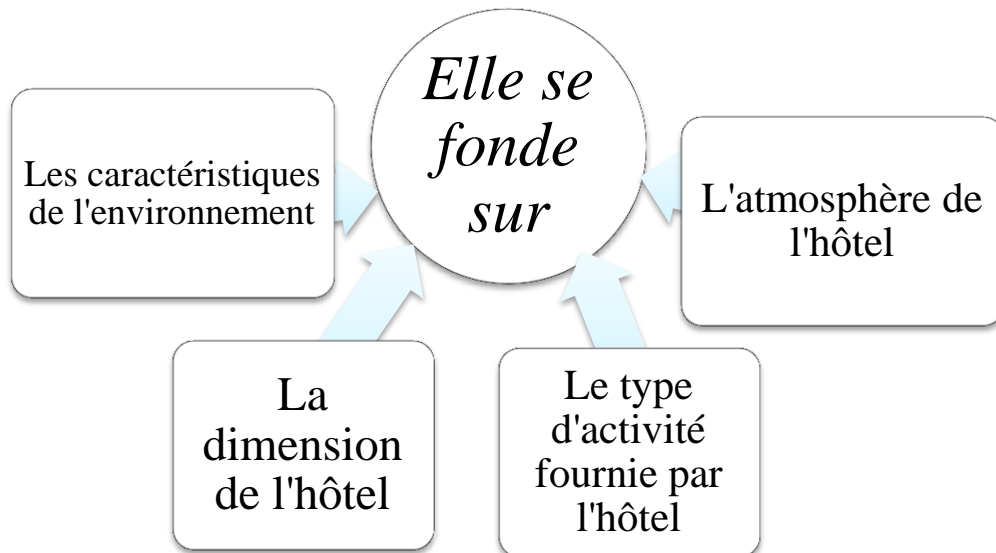 Elle se
fonde
sur
Les caractéristiques
de l'environnement
L'atmosphère de
l'hôtel
La
dimension
de l'hôtel
Le type
d'activité
fournie par
l'hôtel